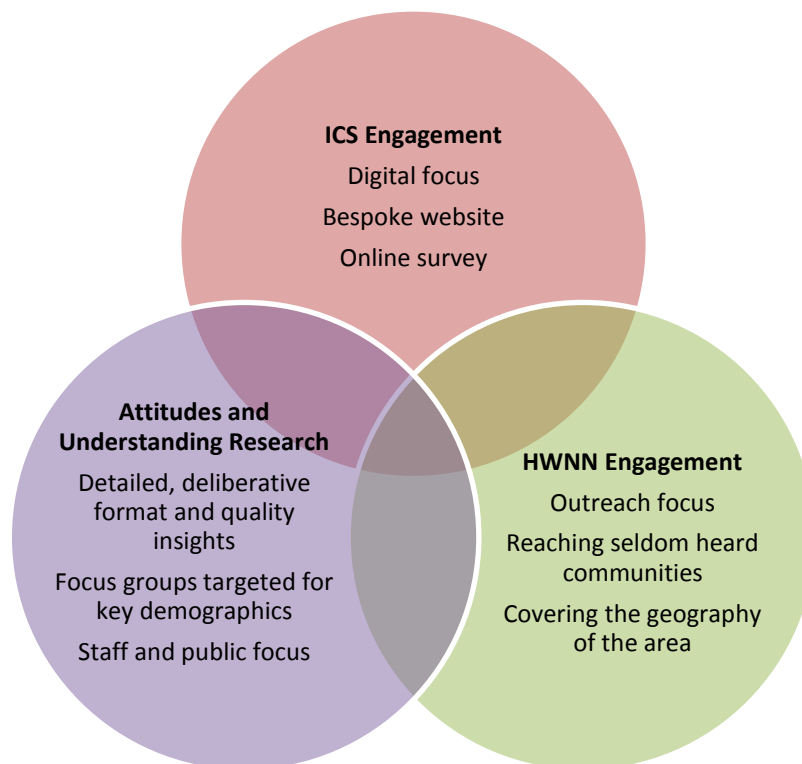 ICS Engagement
Digital focus
Bespoke website
Online survey
Attitudes and
Understanding Research
Detailed, deliberative
format and quality
insights
Focus groups targeted for
key demographics
Staff and public focus
HWNN Engagement
Outreach focus
Reaching seldom heard
communities
Covering the geography
of the area